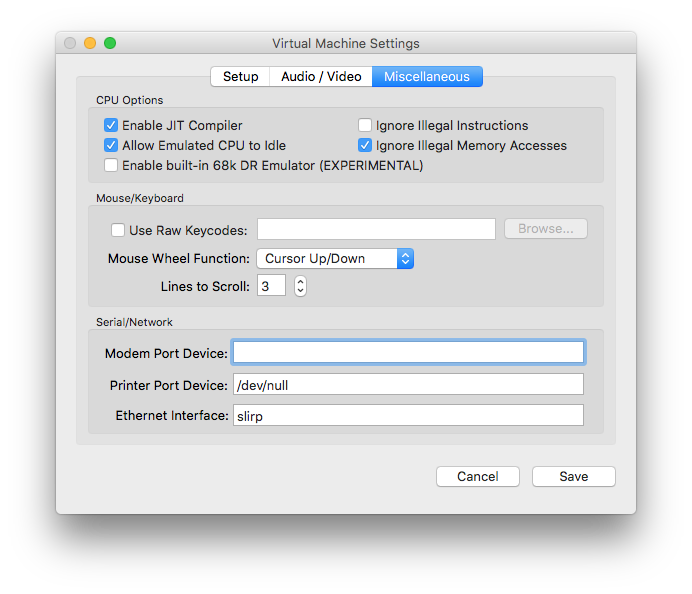 Virtual Machine Settings
Setup Audio / Video Miscellaneous
CPU Options
Enable JIT Compiler Ignore Illegal Instructions
Allow Emulated CPU to Idle Ignore Illegal Memory Accesses
Enable built-in 68k DR Emulator (EXPERIMENTAL)
Mouse/Keyboard
Use Raw Keycodes: Browse...
Mouse Wheel Function: Cursor Up/Down
Lines to Scroll: 3
Serial/Network
Modem Port Device:
Printer Port Device: /dev/null
Ethernet Interface: slirp
Cancel Save